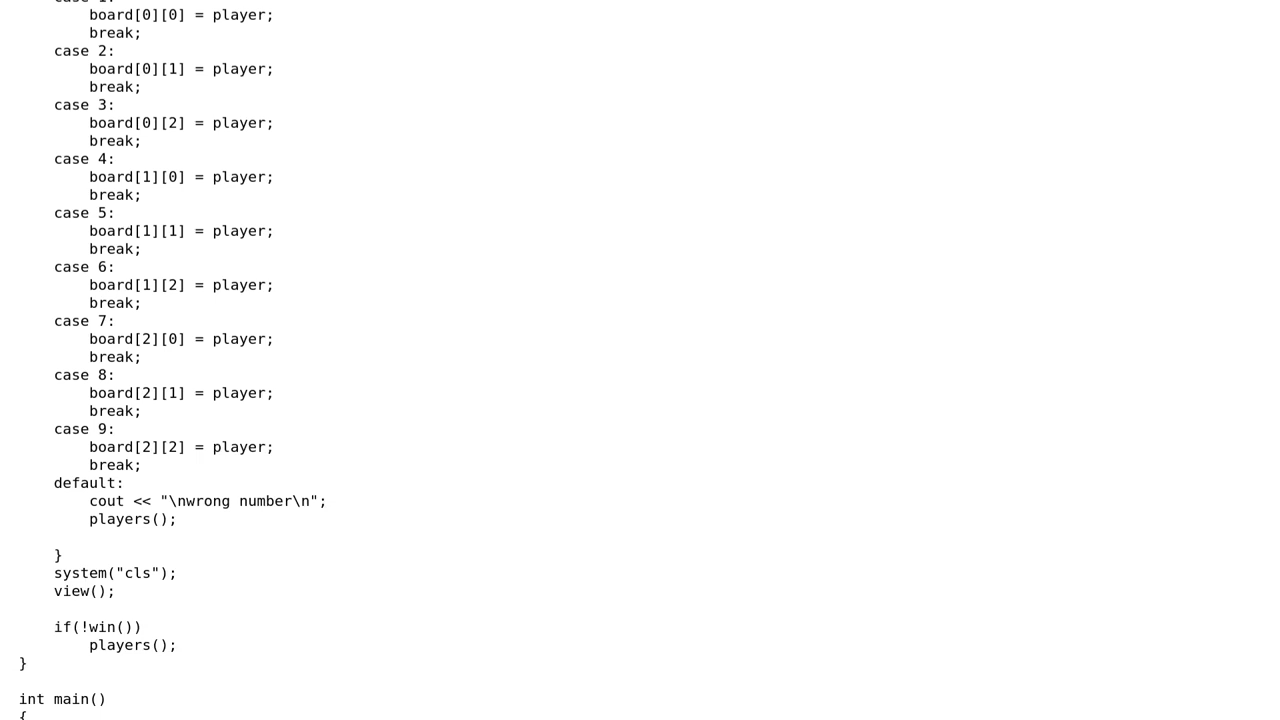 case 1:
board[0][0] = player;
break;
case 2:
board[0][1] = player;
break;
case 3:
board[0][2] = player;
break;
case 4:
board[1][0] = player;
break;
case 5:
board[1][1] = player;
break;
case 6:
board[1][2] = player;
break;
case 7:
board[2][0] = player;
break;
case 8:
board[2][1] = player;
break;
case 9:
board[2][2] = player;
break;
default:
cout << "\nwrong number\n";
players();
}
system("cls");
view();
if(!win())
players();
}
int main()
{